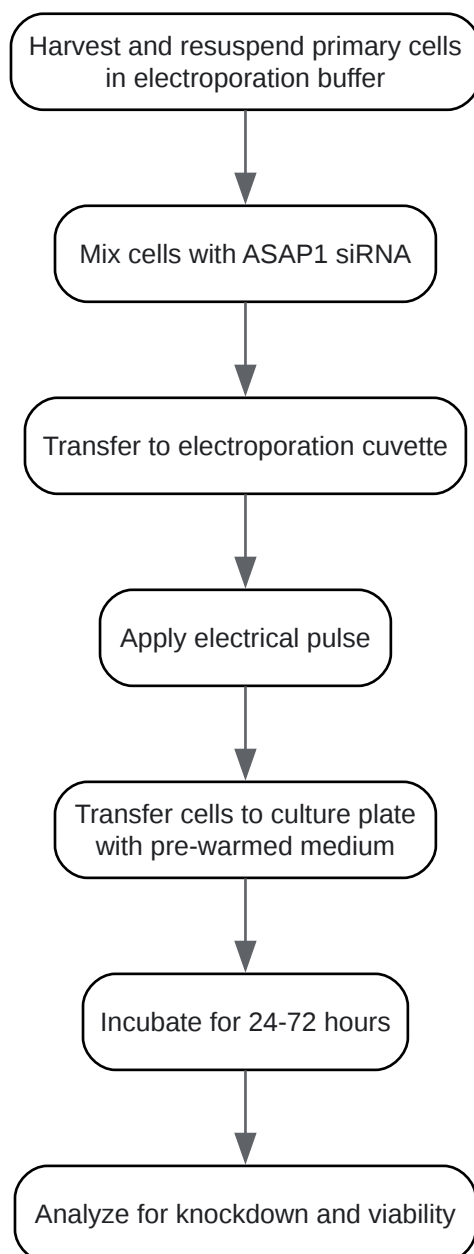 Harvest and resuspend primary cells
in electroporation buffer
Mix cells with ASAP1 siRNA
Transfer to electroporation cuvette
Apply electrical pulse
Transfer cells to culture plate
with pre-warmed medium
Incubate for 24-72 hours
Analyze for knockdown and viability